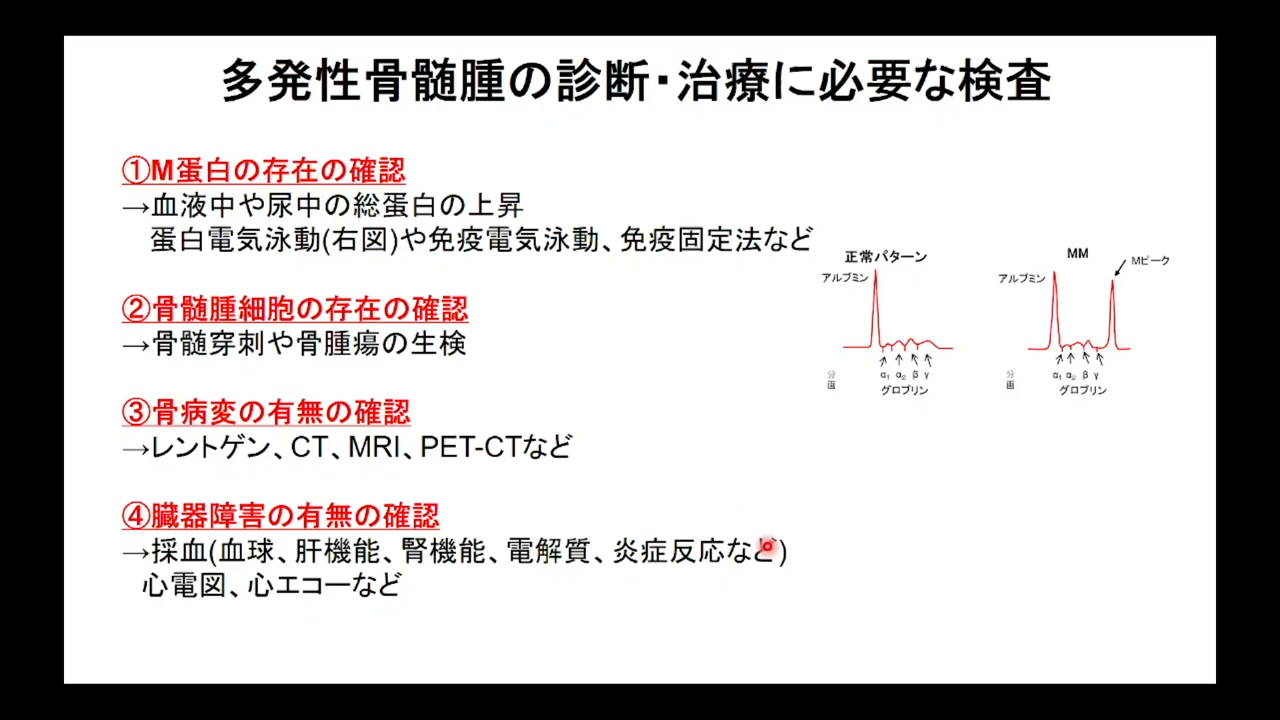 多発性骨髄腫の診断・治療に必要な検査
①M蛋白の存在の確認
→血液中や尿中の総蛋白の上昇
蛋白電気泳動(右図)や免疫電気泳動、免疫固定法など
②骨髄腫細胞の存在の確認
→骨髄穿刺や骨腫瘍の生検
③骨病変の有無の確認
→レントゲン、CT、MRI、PET-CTなど
④臓器障害の有無の確認
→採血(血球、肝機能、腎機能、電解質、炎症反応など)
心電図、心エコーなど
正常パターン
アルブミン
α₁ α₂ β γ
分画
グロブリン
MM
アルブミン
Mピーク
α₁ α₂ β γ
分画
グロブリン